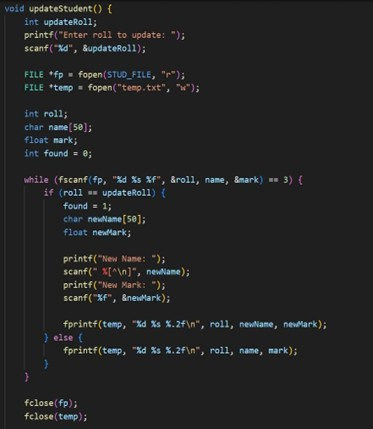 void updateStudent() {
int updateRoll;
printf("Enter roll to update: ");
scanf("%d", &updateRoll);
FILE *fp = fopen(STUD_FILE, "r");
FILE *temp = fopen("temp.txt", "w");
int roll;
char name[50];
float mark;
int found = 0;
while (fscanf(fp, "%d %s %f", &roll, name, &mark) == 3) {
if (roll == updateRoll) {
found = 1;
char newName[50];
float newMark;
printf("New Name: ");
scanf(" %[^\n]", newName);
printf("New Mark: ");
scanf("%f", &newMark);
fprintf(temp, "%d %s %.2f\n", roll, newName, newMark);
} else {
fprintf(temp, "%d %s %.2f\n", roll, name, mark);
}
}
fclose(fp);
fclose(temp);